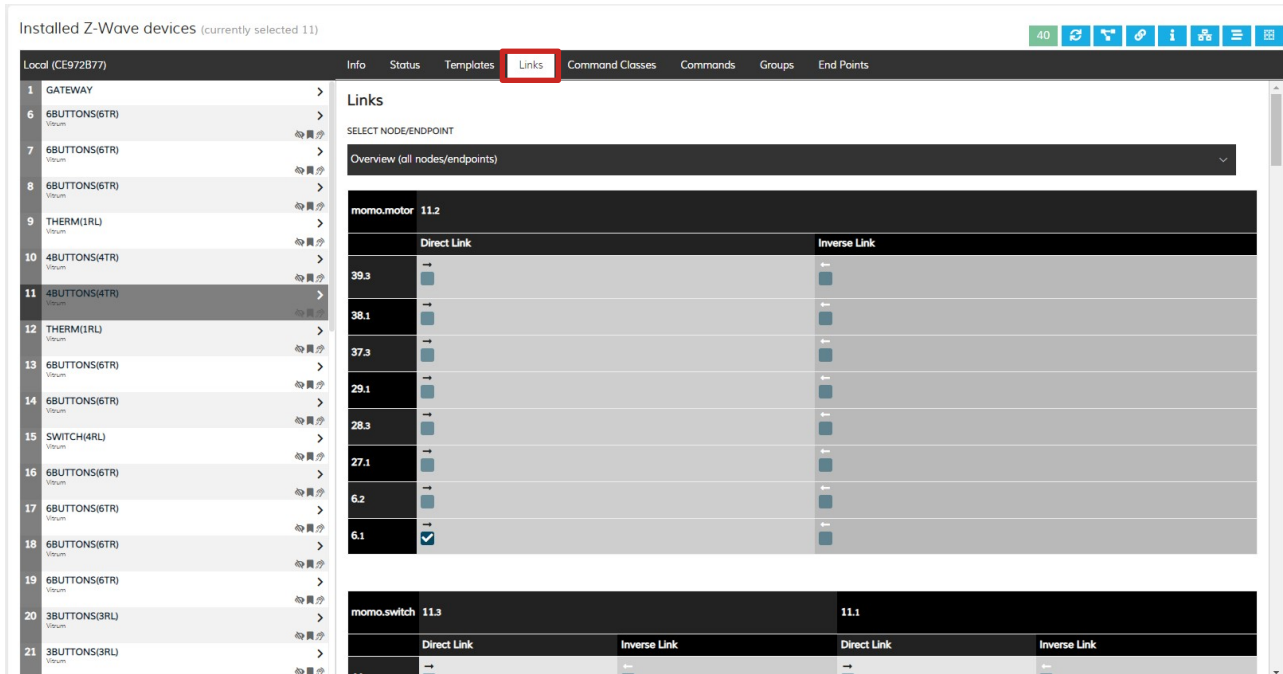 Installed Z-Wave devices (currently selected 11)
40
Local (CE972B77)
Info Status Templates Links Command Classes Commands Groups End Points
1 GATEWAY
6 6BUTTONS(6TR)
Vitrum
7 6BUTTONS(6TR)
Vitrum
8 6BUTTONS(6TR)
Vitrum
9 THERM(1RL)
Vitrum
10 4BUTTONS(4TR)
Vitrum
11 4BUTTONS(4TR)
Vitrum
12 THERM(1RL)
Vitrum
13 6BUTTONS(6TR)
Vitrum
14 6BUTTONS(6TR)
Vitrum
15 SWITCH(4RL)
Vitrum
16 6BUTTONS(6TR)
Vitrum
17 6BUTTONS(6TR)
Vitrum
18 6BUTTONS(6TR)
Vitrum
19 6BUTTONS(6TR)
Vitrum
20 3BUTTONS(3RL)
Vitrum
21 3BUTTONS(3RL)
Vitrum
Links
SELECT NODE/ENDPOINT
Overview (all nodes/endpoints)
momo.motor 11.2
Direct Link Inverse Link
39.3
38.1
37.3
29.1
28.3
27.1
6.2
6.1
momo.switch 11.3 11.1
Direct Link Inverse Link Direct Link Inverse Link